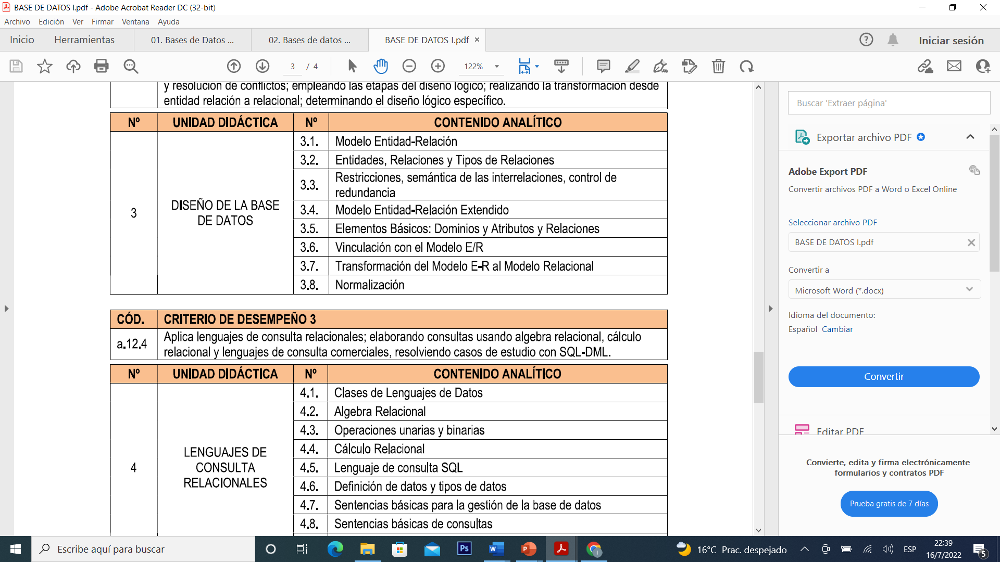 BASE DE DATOS I.pdf - Adobe Acrobat Reader DC (32-bit)
Archivo Edición Ver Firmar Ventana Ayuda
Inicio Herramientas 01. Bases de Datos ... 02. Bases de datos ... BASE DE DATOS I.pdf × Iniciar sesión
3 / 4 122%
y resolución de conflictos; empleando las etapas del diseño lógico; realizando la transformación desde
entidad relación a relacional; determinando el diseño lógico específico.
Nº UNIDAD DIDÁCTICA Nº CONTENIDO ANALÍTICO
3 DISEÑO DE LA BASE
DE DATOS
3.1. Modelo Entidad-Relación
3.2. Entidades, Relaciones y Tipos de Relaciones
3.3. Restricciones, semántica de las interrelaciones, control de
redundancia
3.4. Modelo Entidad-Relación Extendido
3.5. Elementos Básicos: Dominios y Atributos y Relaciones
3.6. Vinculación con el Modelo E/R
3.7. Transformación del Modelo E-R al Modelo Relacional
3.8. Normalización
CÓD. CRITERIO DE DESEMPEÑO 3
a.12.4 Aplica lenguajes de consulta relacionales; elaborando consultas usando algebra relacional, cálculo
relacional y lenguajes de consulta comerciales, resolviendo casos de estudio con SQL-DML.
Nº UNIDAD DIDÁCTICA Nº CONTENIDO ANALÍTICO
4 LENGUAJES DE
CONSULTA
RELACIONALES
4.1. Clases de Lenguajes de Datos
4.2. Algebra Relacional
4.3. Operaciones unarias y binarias
4.4. Cálculo Relacional
4.5. Lenguaje de consulta SQL
4.6. Definición de datos y tipos de datos
4.7. Sentencias básicas para la gestión de la base de datos
4.8. Sentencias básicas de consultas
Buscar 'Extraer página'
Exportar archivo PDF
Adobe Export PDF
Convertir archivos PDF a Word o Excel Online
Seleccionar archivo PDF
BASE DE DATOS I.pdf
Convertir a
Microsoft Word (*.docx)
Idioma del documento:
Español Cambiar
Convertir
Editar PDF
Convierte, edita y firma electrónicamente
formularios y contratos PDF
Prueba gratis de 7 días
Escribe aquí para buscar
Ps
16°C Prac. despejado
ESP
22:39
16/7/2022
5